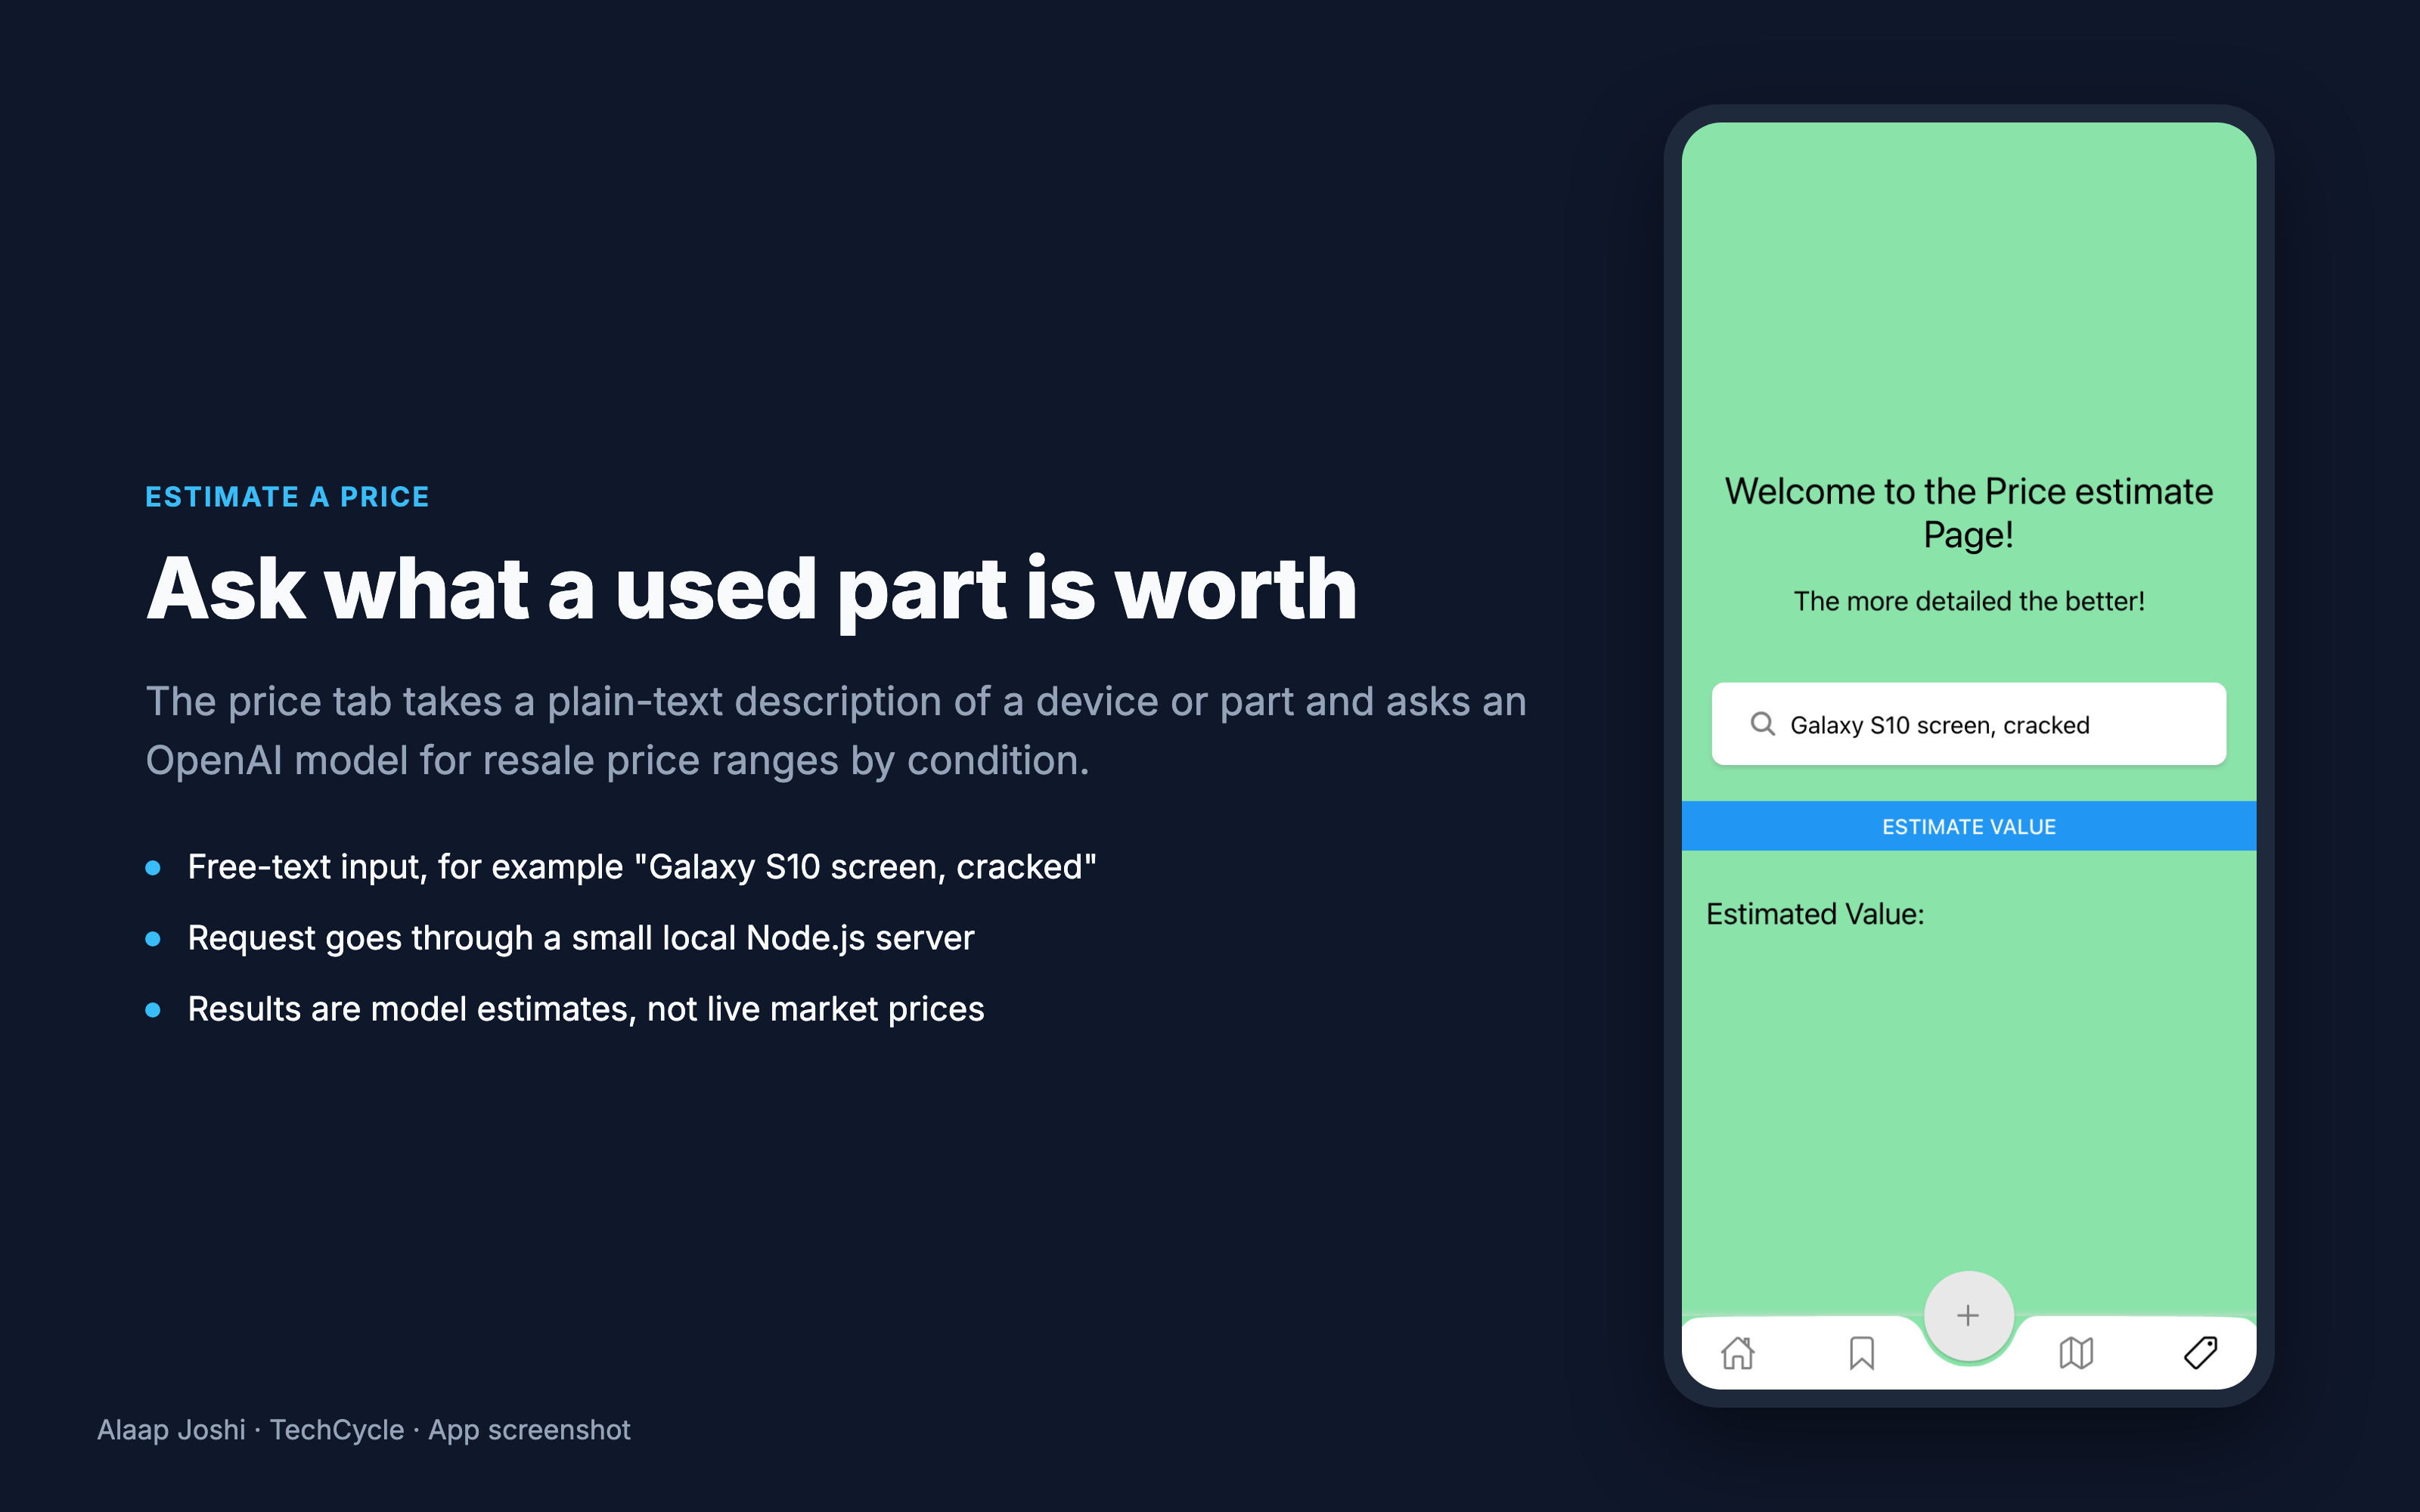 ESTIMATE A PRICE
Ask what a used part is worth
The price tab takes a plain-text description of a device or part and asks an
OpenAI model for resale price ranges by condition.
Free-text input, for example "Galaxy S10 screen, cracked"
Request goes through a small local Node.js server
Results are model estimates, not live market prices
Alaap Joshi · TechCycle · App screenshot
Welcome to the Price estimate
Page!
The more detailed the better!
Galaxy S10 screen, cracked
ESTIMATE VALUE
Estimated Value: